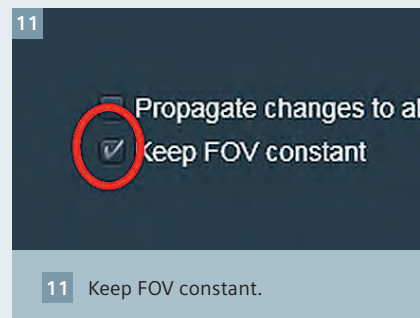 11
Propagate changes to al
Keep FOV constant
11 Keep FOV constant.